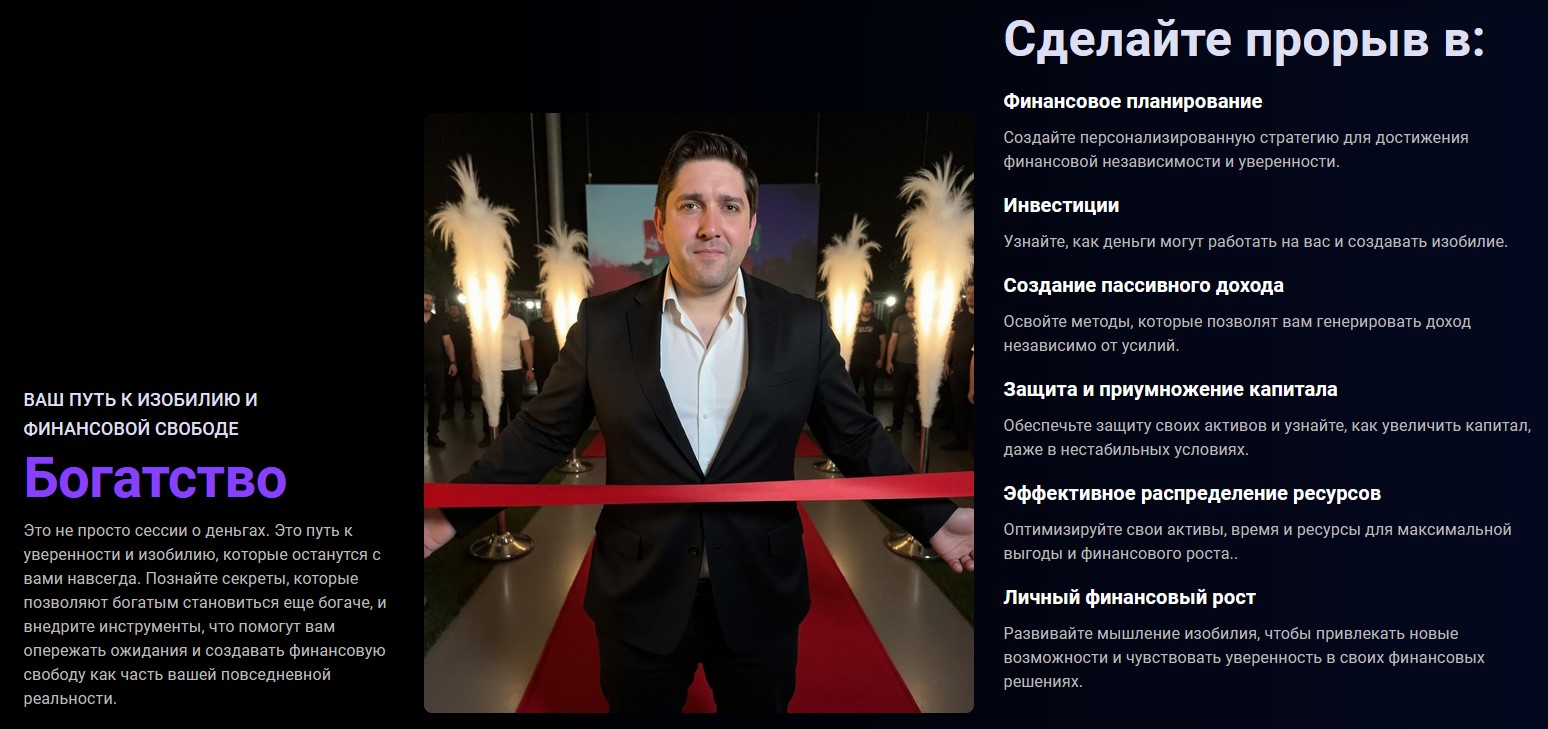 ВАШ ПУТЬ К ИЗОБИЛИЮ И
ФИНАНСОВОЙ СВОБОДЕ
Богатство
Это не просто сессии о деньгах. Это путь к
уверенности и изобилию, которые останутся с
вами навсегда. Познайте секреты, которые
позволяют богатым становиться еще богаче, и
внедрите инструменты, что помогут вам
опережать ожидания и создавать финансовую
свободу как часть вашей повседневной
реальности.
Сделайте прорыв в:
Финансовое планирование
Создайте персонализированную стратегию для достижения
финансовой независимости и уверенности.
Инвестиции
Узнайте, как деньги могут работать на вас и создавать изобилие.
Создание пассивного дохода
Освойте методы, которые позволят вам генерировать доход
независимо от усилий.
Защита и приумножение капитала
Обеспечьте защиту своих активов и узнайте, как увеличить капитал,
даже в нестабильных условиях.
Эффективное распределение ресурсов
Оптимизируйте свои активы, время и ресурсы для максимальной
выгоды и финансового роста..
Личный финансовый рост
Развивайте мышление изобилия, чтобы привлекать новые
возможности и чувствовать уверенность в своих финансовых
решениях.